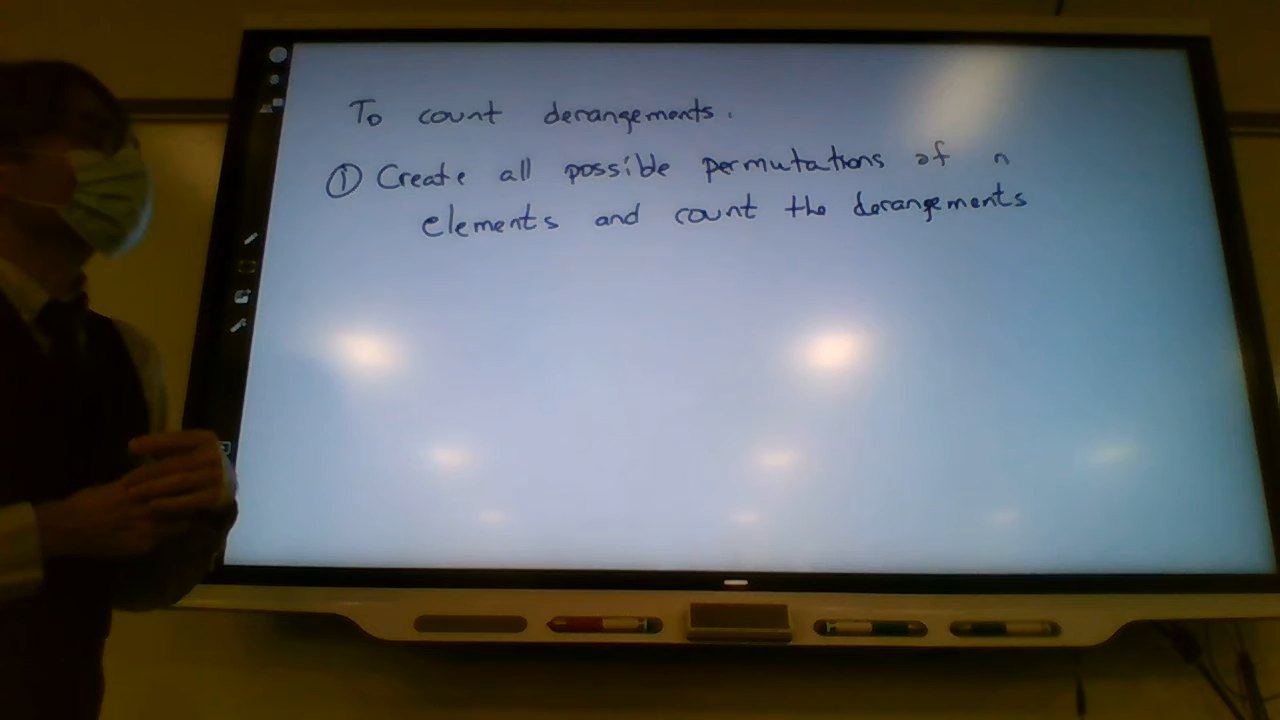 To count derangements.
① Create all possible permutations of n
elements and count the derangements